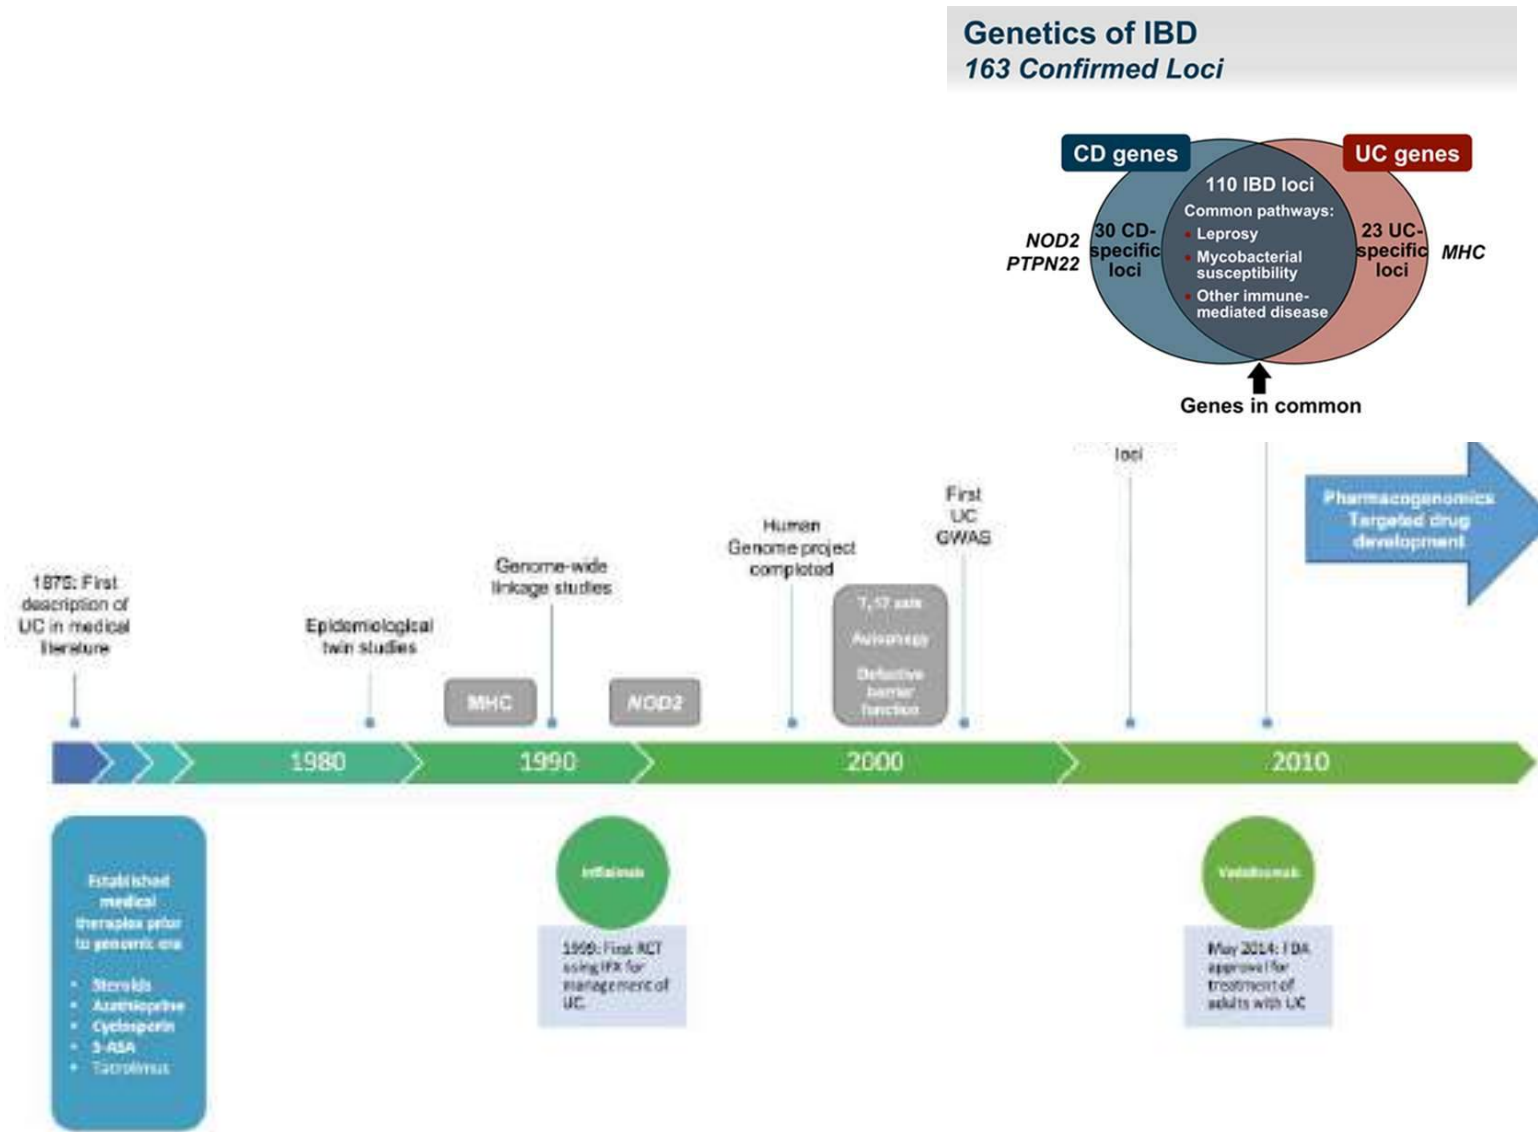 Genetics of IBD
163 Confirmed Loci
CD genes
UC genes
110 IBD loci
Common pathways:
• Leprosy
• Mycobacterial
susceptibility
• Other immune-
mediated disease
NOD2
PTPN22
30 CD-
specific
loci
23 UC-
specific
loci
MHC
Genes in common
loci
Pharmacogenomics
Targeted drug
development
First
UC
GWAS
Human
Genome project
completed
Genome-wide
linkage studies
1875: First
description of
UC in medical
literature
Epidemiological
twin studies
MHC
NOD2
Autophagy
Defective
barrier
function
1980
1990
2000
2010
Established
medical
therapies prior
to genomic era
• Steroids
• Azathioprine
• Cyclosporin
• 5-ASA
• Tacrolimus
Infliximab
1999: First RCT
using IFX for
management of
UC.
Vedolizumab
May 2014: FDA
approval for
treatment of
adults with UC